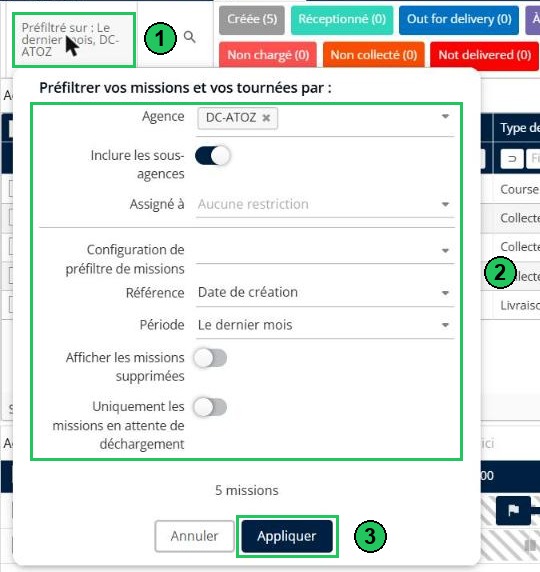 Préfiltré sur : Le
dernier mois, DC-
ATOZ
1
Créée (5)
Réceptionné (0)
Out for delivery (0)
À
Non chargé (0)
Non collecté (0)
Not delivered (0)
Préfiltrer vos missions et vos tournées par :
Agence
DC-ATOZ ×
Inclure les sous-
agences
Assigné à
Aucune restriction
Configuration de
préfiltre de missions
Référence
Date de création
Période
Le dernier mois
Afficher les missions
supprimées
Uniquement les
missions en attente de
déchargement
5 missions
Annuler
Appliquer
3
Type de
Course
Collecte
Collecte
2
llecte
Livraiso
ici
00